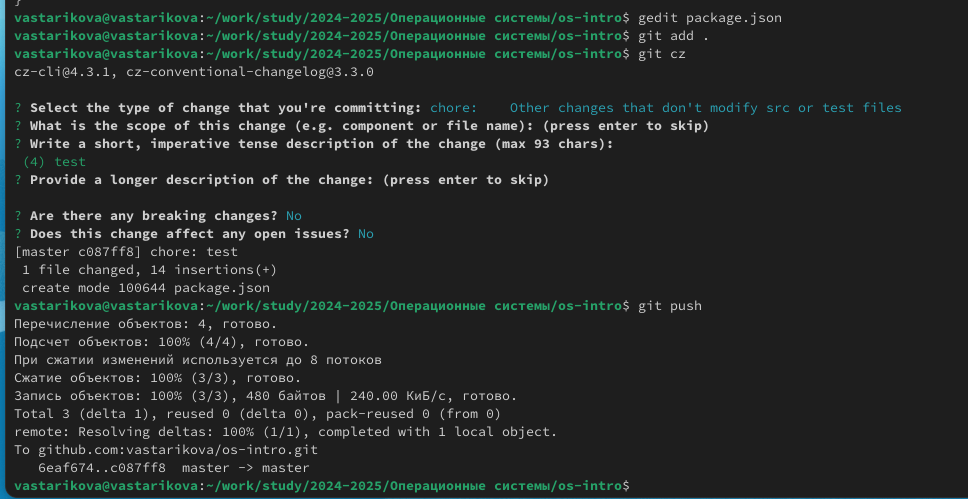 }
vastarikova@vastarikova:~/work/study/2024-2025/Операционные системы/os-intro$ gedit package.json
vastarikova@vastarikova:~/work/study/2024-2025/Операционные системы/os-intro$ git add .
vastarikova@vastarikova:~/work/study/2024-2025/Операционные системы/os-intro$ git cz
cz-cli@4.3.1, cz-conventional-changelog@3.3.0
? Select the type of change that you're committing: chore:    Other changes that don't modify src or test files
? What is the scope of this change (e.g. component or file name): (press enter to skip)
? Write a short, imperative tense description of the change (max 93 chars):
 (4) test
? Provide a longer description of the change: (press enter to skip)
? Are there any breaking changes? No
? Does this change affect any open issues? No
[master c087ff8] chore: test
 1 file changed, 14 insertions(+)
 create mode 100644 package.json
vastarikova@vastarikova:~/work/study/2024-2025/Операционные системы/os-intro$ git push
Перечисление объектов: 4, готово.
Подсчет объектов: 100% (4/4), готово.
При сжатии изменений используется до 8 потоков
Сжатие объектов: 100% (3/3), готово.
Запись объектов: 100% (3/3), 480 байтов | 240.00 КиБ/с, готово.
Total 3 (delta 1), reused 0 (delta 0), pack-reused 0 (from 0)
remote: Resolving deltas: 100% (1/1), completed with 1 local object.
To github.com:vastarikova/os-intro.git
   6eaf674..c087ff8  master -> master
vastarikova@vastarikova:~/work/study/2024-2025/Операционные системы/os-intro$